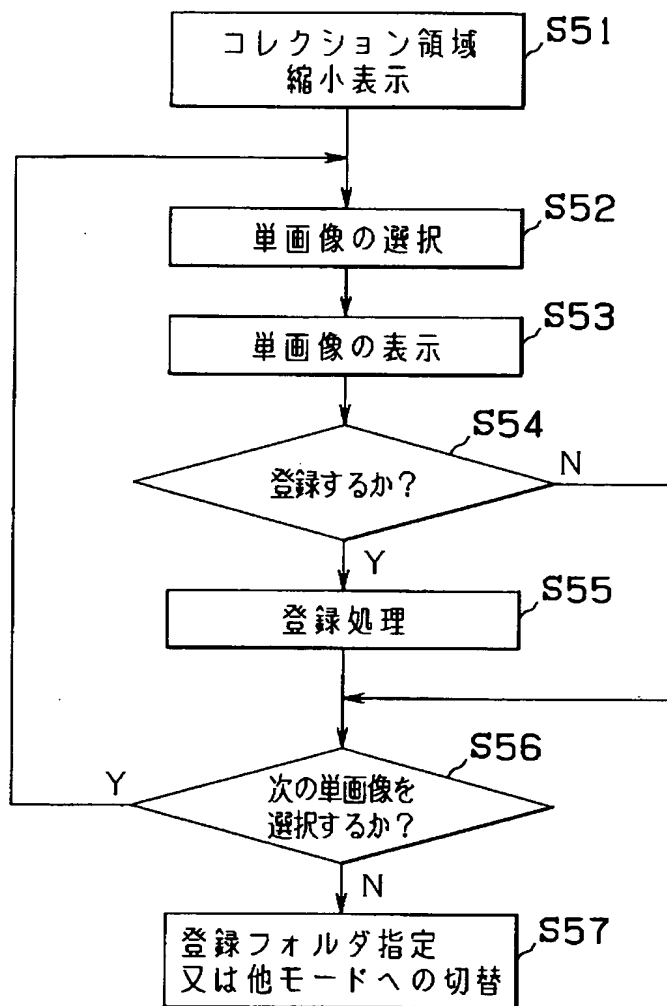 S51
コレクション領域
縮小表示
S52
単画像の選択
S53
単画像の表示
S54
登録するか?
N
Y
S55
登録処理
S56
Y
次の単画像を
選択するか?
N
S57
登録フォルダ指定
又は他モードへの切替